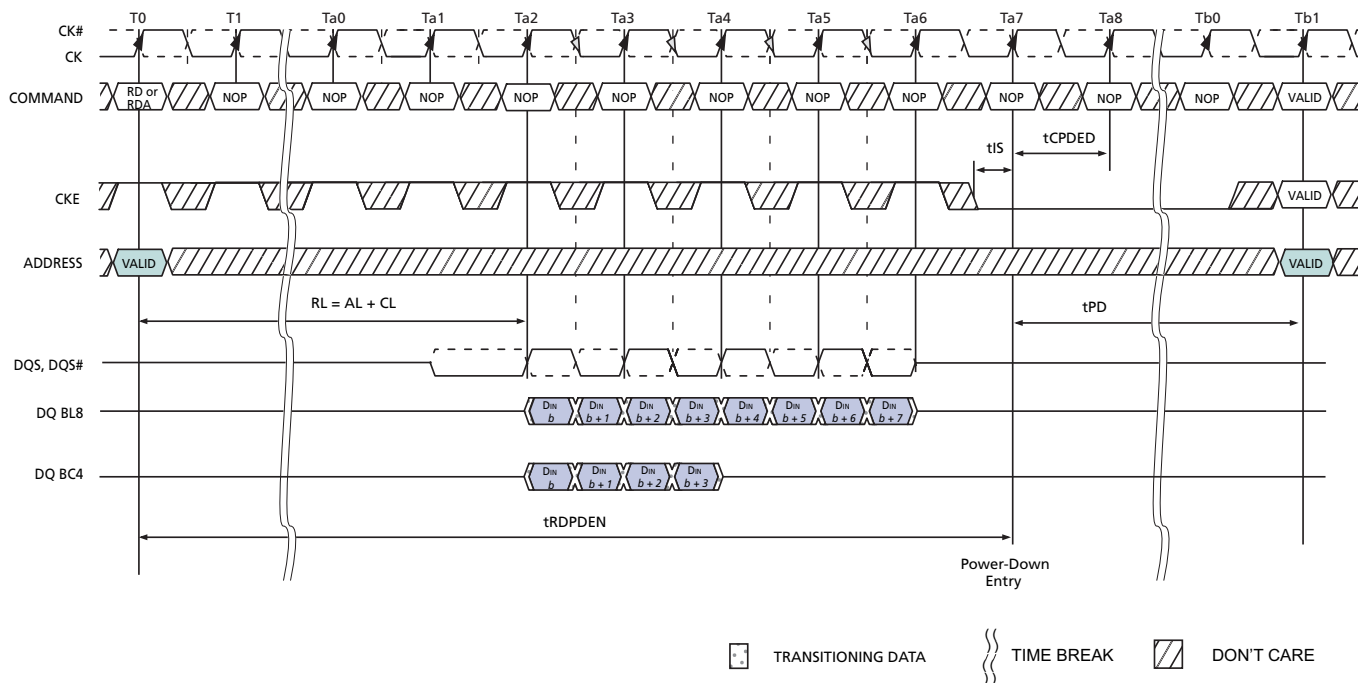 T0 T1 Ta0 Ta1 Ta2 Ta3 Ta4 Ta5 Ta6 Ta7 Ta8 Tb0 Tb1
CK#
CK
COMMAND RD or RDA NOP NOP NOP NOP NOP NOP NOP NOP NOP NOP NOP VALID
tIS tCPDED
CKE VALID
ADDRESS VALID VALID
RL = AL + CL tPD
DQS, DQS#
DQ BL8 DIN b DIN b + 1 DIN b + 2 DIN b + 3 DIN b + 4 DIN b + 5 DIN b + 6 DIN b + 7
DQ BC4 DIN b DIN b + 1 DIN b + 2 DIN b + 3
tRDPDEN
Power-Down
Entry
TRANSITIONING DATA TIME BREAK DON'T CARE